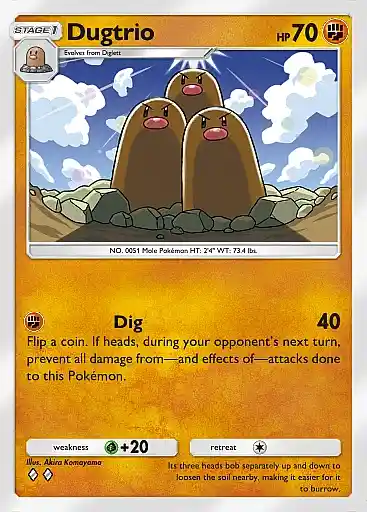 STAGE 1
Dugtrio
HP 70
Evolves from Diglett
NO. 0051 Mole Pokémon HT: 2'4" WT: 73.4 lbs.
Dig 40
Flip a coin. If heads, during your opponent's next turn,
prevent all damage from—and effects of—attacks done
to this Pokémon.
weakness +20 retreat
Illus. Akira Komayama
Its three heads bob separately up and down to
loosen the soil nearby, making it easier for it
to burrow.